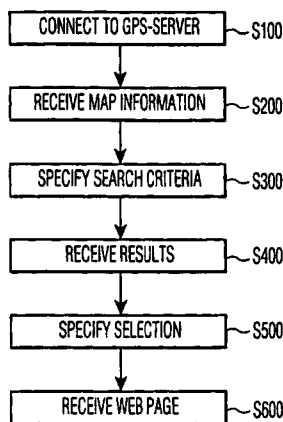 CONNECT TO GPS-SERVER S100
RECEIVE MAP INFORMATION S200
SPECIFY SEARCH CRITERIA S300
RECEIVE RESULTS S400
SPECIFY SELECTION S500
RECEIVE WEB PAGE S600